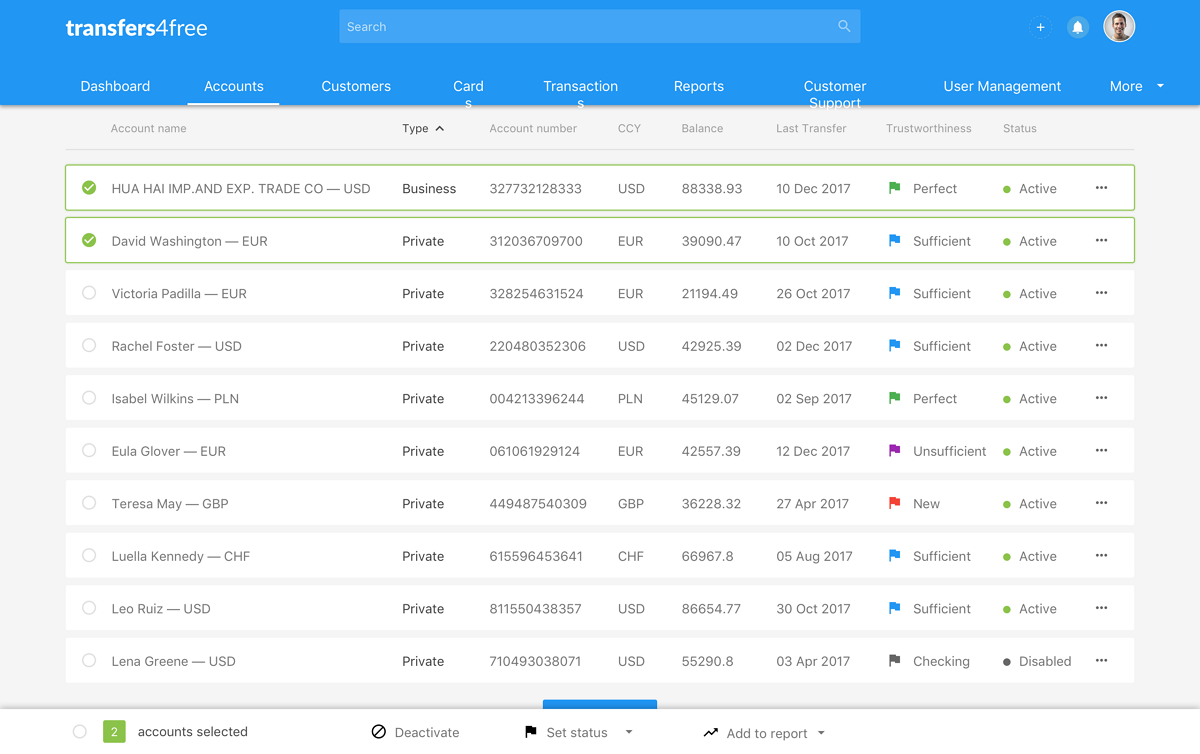 transfers4free
Search
Dashboard Accounts Customers Card Transaction Reports Customer User Management More
s s Support
Account name Type Account number CCY Balance Last Transfer Trustworthiness Status
HUA HAI IMP.AND EXP. TRADE CO — USD Business 327732128333 USD 88338.93 10 Dec 2017 Perfect Active
David Washington — EUR Private 312036709700 EUR 39090.47 10 Oct 2017 Sufficient Active
Victoria Padilla — EUR Private 328254631524 EUR 21194.49 26 Oct 2017 Sufficient Active
Rachel Foster — USD Private 220480352306 USD 42925.39 02 Dec 2017 Sufficient Active
Isabel Wilkins — PLN Private 004213396244 PLN 45129.07 02 Sep 2017 Perfect Active
Eula Glover — EUR Private 061061929124 EUR 42557.39 12 Dec 2017 Unsufficient Active
Teresa May — GBP Private 449487540309 GBP 36228.32 27 Apr 2017 New Active
Luella Kennedy — CHF Private 615596453641 CHF 66967.8 05 Aug 2017 Sufficient Active
Leo Ruiz — USD Private 811550438357 USD 86654.77 30 Oct 2017 Sufficient Active
Lena Greene — USD Private 710493038071 USD 55290.8 03 Apr 2017 Checking Disabled
2 accounts selected Deactivate Set status Add to report